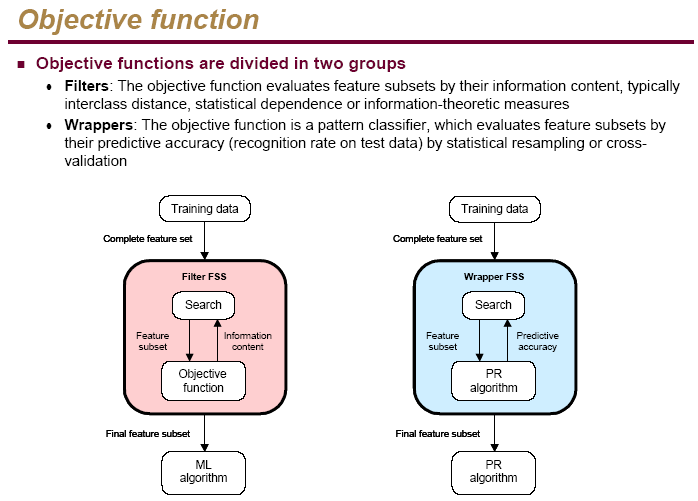 Objective function
■ Objective functions are divided in two groups
• Filters: The objective function evaluates feature subsets by their information content, typically
interclass distance, statistical dependence or information-theoretic measures
• Wrappers: The objective function is a pattern classifier, which evaluates feature subsets by
their predictive accuracy (recognition rate on test data) by statistical resampling or cross-
validation
Training data
Complete feature set
Filter FSS
Search
Feature
subset
Information
content
Objective
function
Final feature subset
ML
algorithm
Training data
Complete feature set
Wrapper FSS
Search
Feature
subset
Predictive
accuracy
PR
algorithm
Final feature subset
PR
algorithm